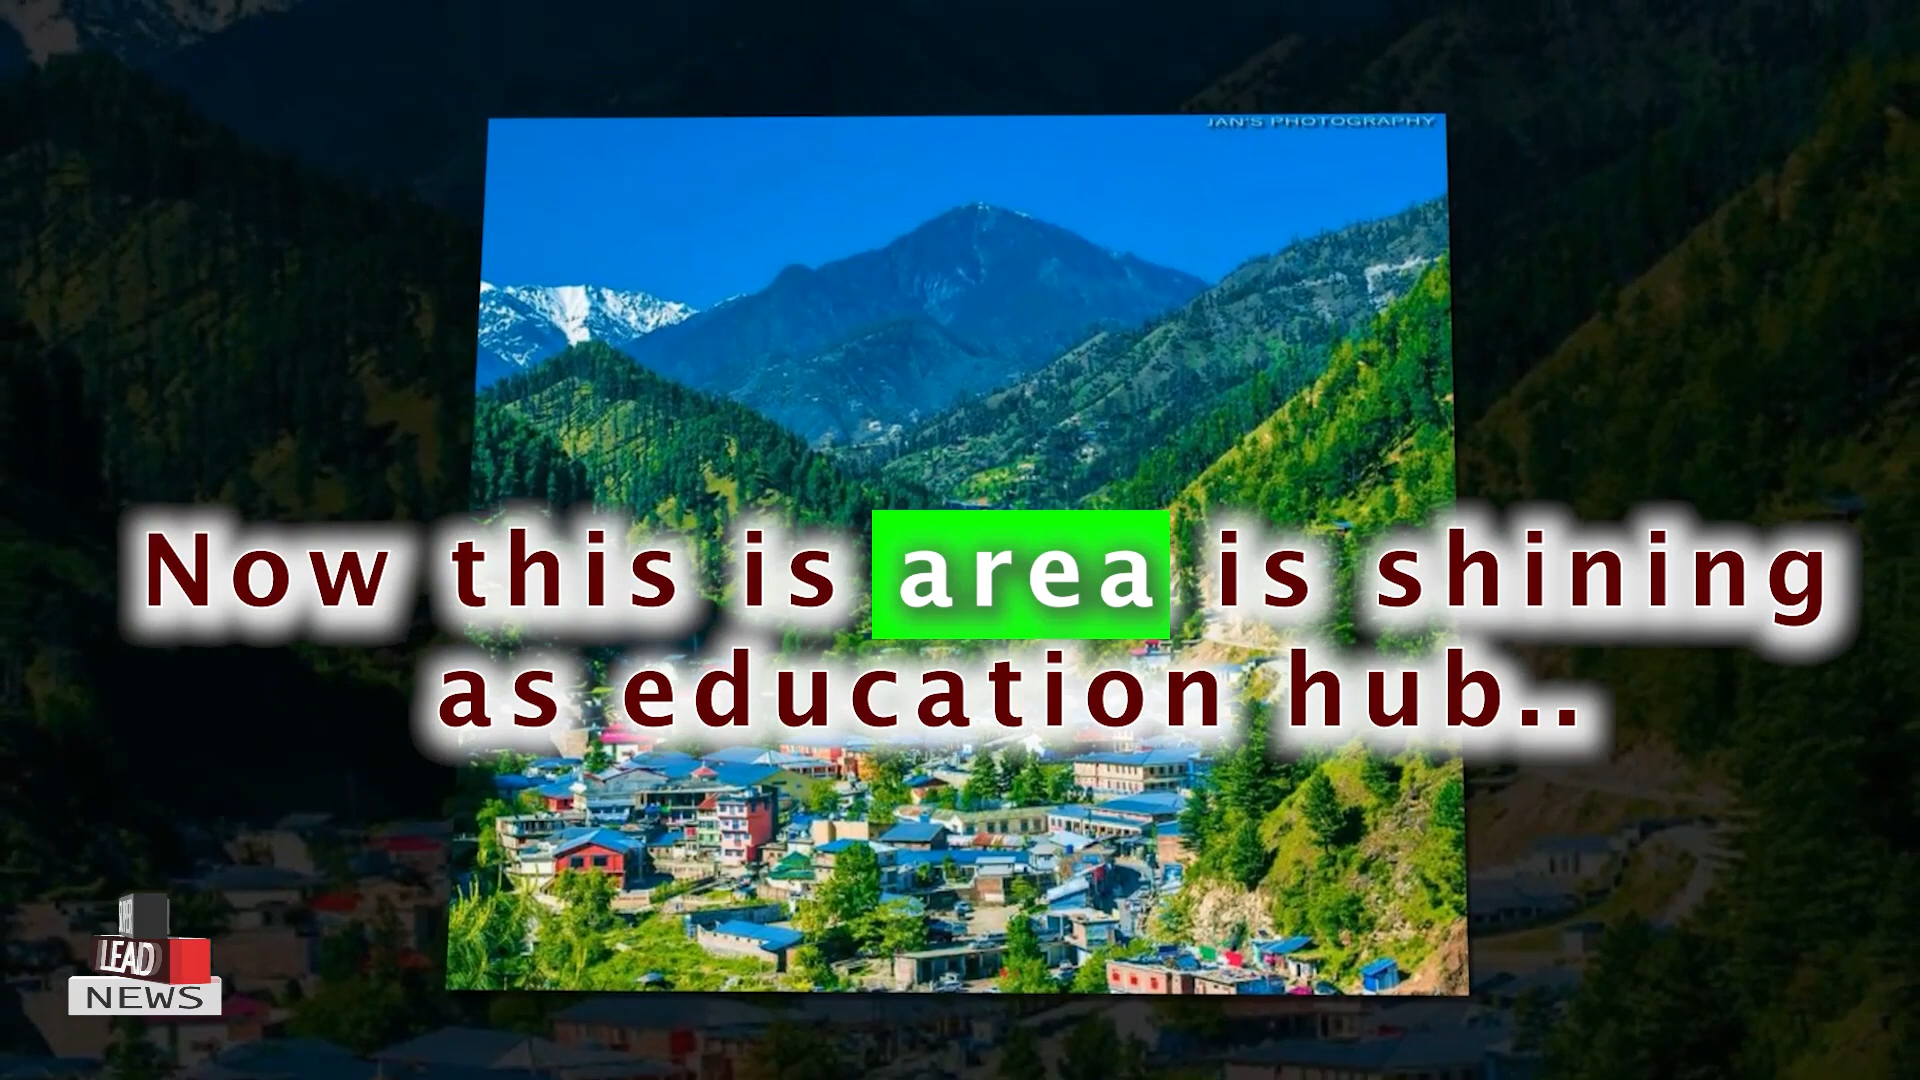 JAN'S PHOTOGRAPHY
Now this is area is shining
as education hub..
LEAD
NEWS